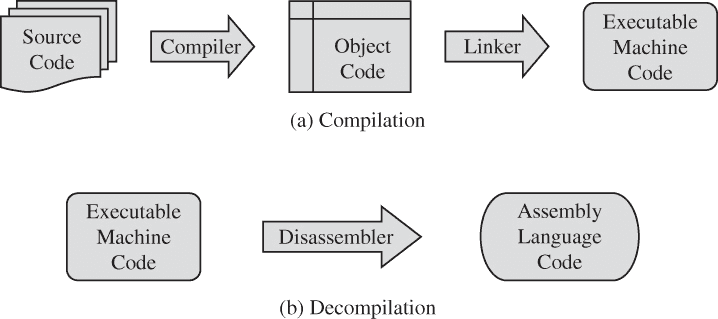 Source
Code
Compiler
Object
Code
Linker
Executable
Machine
Code
(a) Compilation
Executable
Machine
Code
Disassembler
Assembly
Language
Code
(b) Decompilation